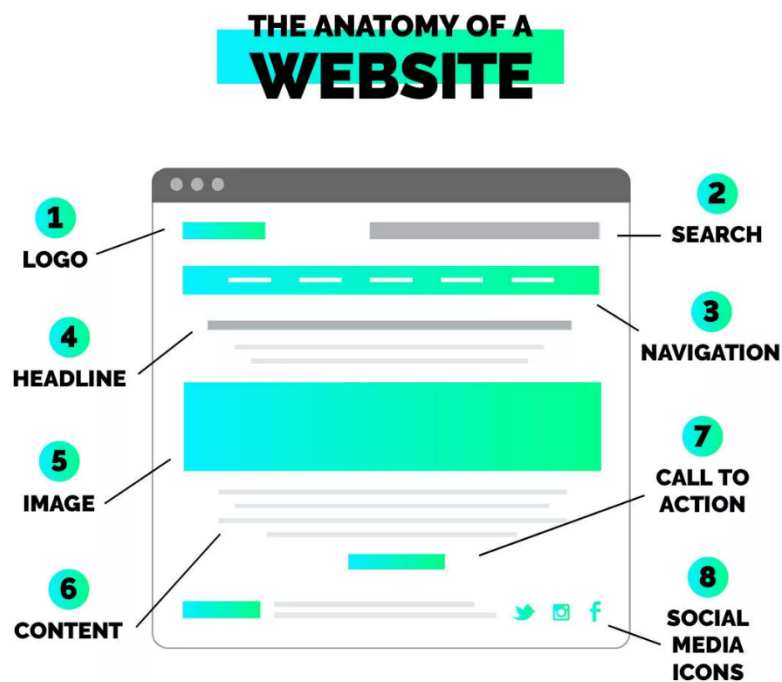 THE ANATOMY OF A
WEBSITE
1
LOGO
2
SEARCH
3
NAVIGATION
4
HEADLINE
5
IMAGE
6
CONTENT
7
CALL TO
ACTION
8
SOCIAL
MEDIA
ICONS